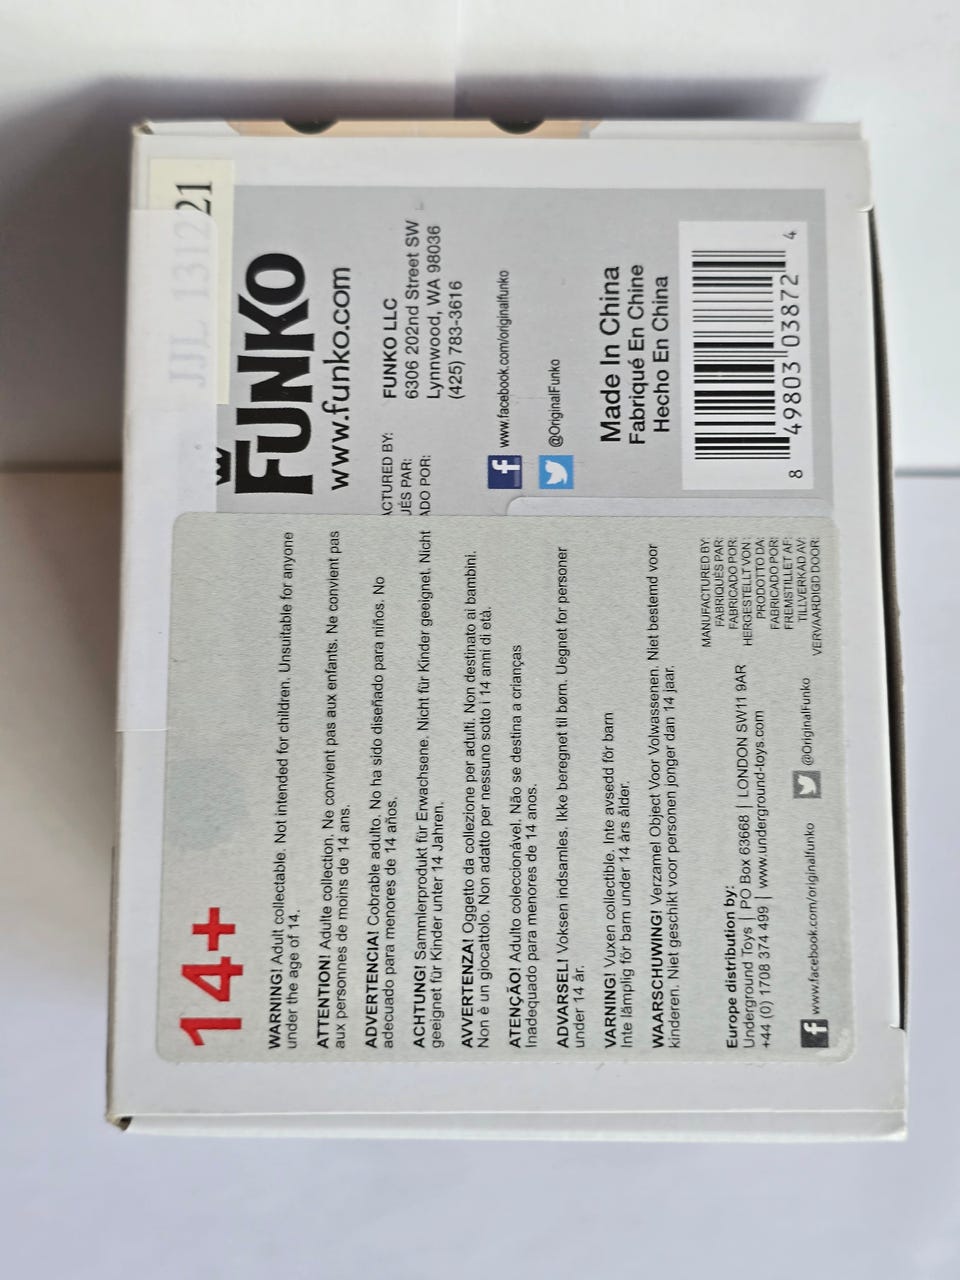 14+
WARNING! Adult collectable. Not intended for children. Unsuitable for anyone
under the age of 14.
ATTENTION! Adulte collection. Ne convient pas aux enfants. Ne convient pas
aux personnes de moins de 14 ans.
ADVERTENCIA! Cobrable adulto. No ha sido diseñado para niños. No
adecuado para menores de 14 años.
ACHTUNG! Sammlerprodukt für Erwachsene. Nicht für Kinder geeignet. Nicht
geeignet für Kinder unter 14 Jahren.
AVVERTENZA! Oggetto da collezione per adulti. Non destinato ai bambini.
Non è un giocattolo. Non adatto per nessuno sotto i 14 anni di età.
ATENÇÃO! Adulto coleccionável. Não se destina a crianças
Inadequado para menores de 14 anos.
ADVARSEL! Voksen indsamles. Ikke beregnet til børn. Uegnet for personer
under 14 år.
VARNING! Vuxen collectible. Inte avsedd för barn
Inte lämplig för barn under 14 års ålder.
WAARSCHUWING! Verzamel Object Voor Volwassenen. Niet bestemd voor
kinderen. Niet geschikt voor personen jonger dan 14 jaar.
Europe distribution by:
Underground Toys | PO Box 63668 | LONDON SW11 9AR
+44 (0) 1708 374 499 | www.underground-toys.com
MANUFACTURED BY:
FABRIQUÉS PAR:
FABRICADO POR:
HERGESTELLT VON:
PRODOTTO DA:
FABRICADO POR:
FREMSTILLET AF:
TILLVERKAD AV:
VERVAARDIGD DOOR:
www.facebook.com/originalfunko
@OriginalFunko
JJL 131221
FUNKO
www.funko.com
ACTURED BY:
UÉS PAR:
ADO POR:
FUNKO LLC
6306 202nd Street SW
Lynnwood, WA 98036
(425) 783-3616
www.facebook.com/originalfunko
@OriginalFunko
Made In China
Fabriqué En Chine
Hecho En China
8 49803 03872 4